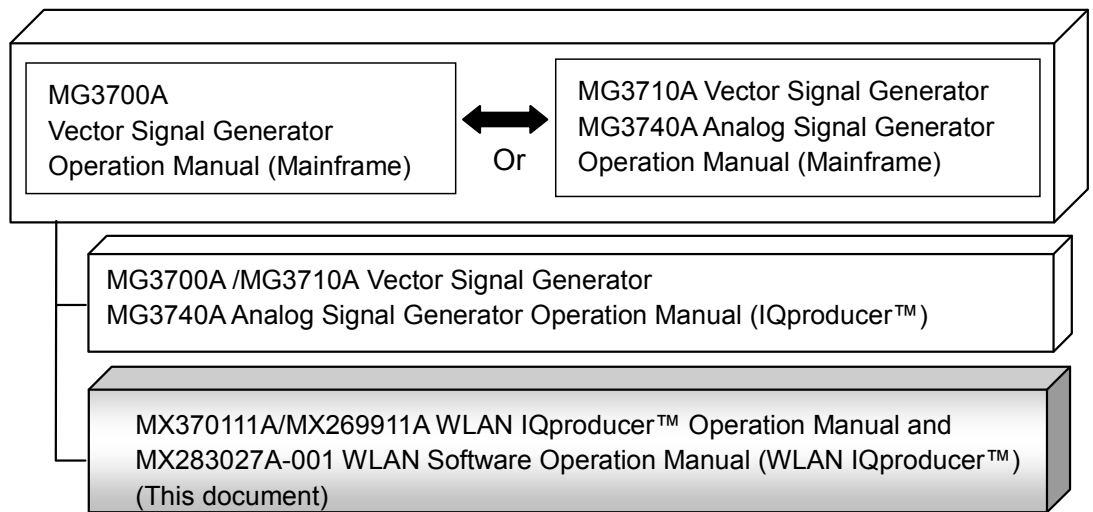 MG3700A
Vector Signal Generator
Operation Manual (Mainframe)
Or
MG3710A Vector Signal Generator
MG3740A Analog Signal Generator
Operation Manual (Mainframe)
MG3700A /MG3710A Vector Signal Generator
MG3740A Analog Signal Generator Operation Manual (IQproducer™)
MX370111A/MX269911A WLAN IQproducer™ Operation Manual and
MX283027A-001 WLAN Software Operation Manual (WLAN IQproducer™)
(This document)